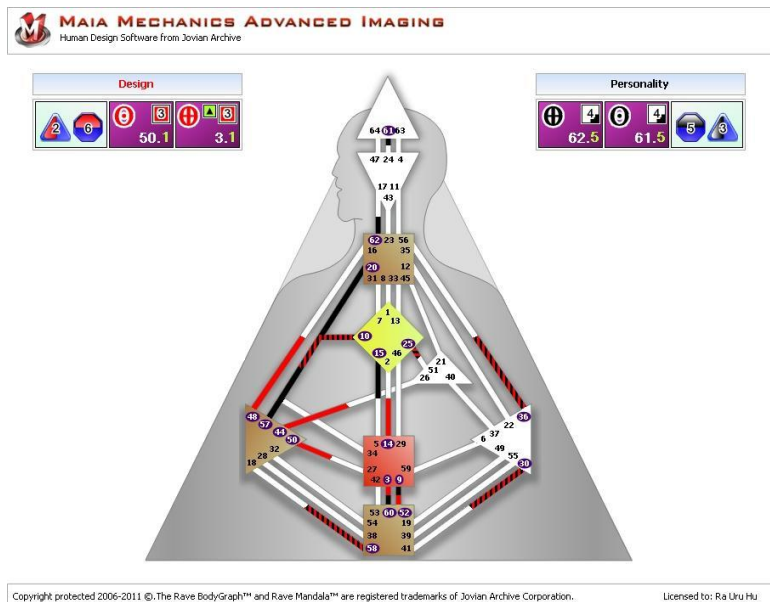 MAIA MECHANICS ADVANCED IMAGING
Human Design Software from Jovian Archive
Design
Personality
2 6 3 50.1 3 3.1
4 62.5 4 61.5 5 3
64 61 63
47 24 4
17 11
43
62 23 56
16 35
20 12
31 8 33 45
1
7 13
10 25
15 46
2
21
51
26 40
48
57
44
50
32
28
18
36
22
37
6
49
55
30
5 14 29
34
27 59
42 3 9
53 60 52
54 19
38 39
58 41
Copyright protected 2006-2011 ©.The Rave BodyGraph™ and Rave Mandala™ are registered trademarks of Jovian Archive Corporation.
Licensed to: Ra Uru Hu